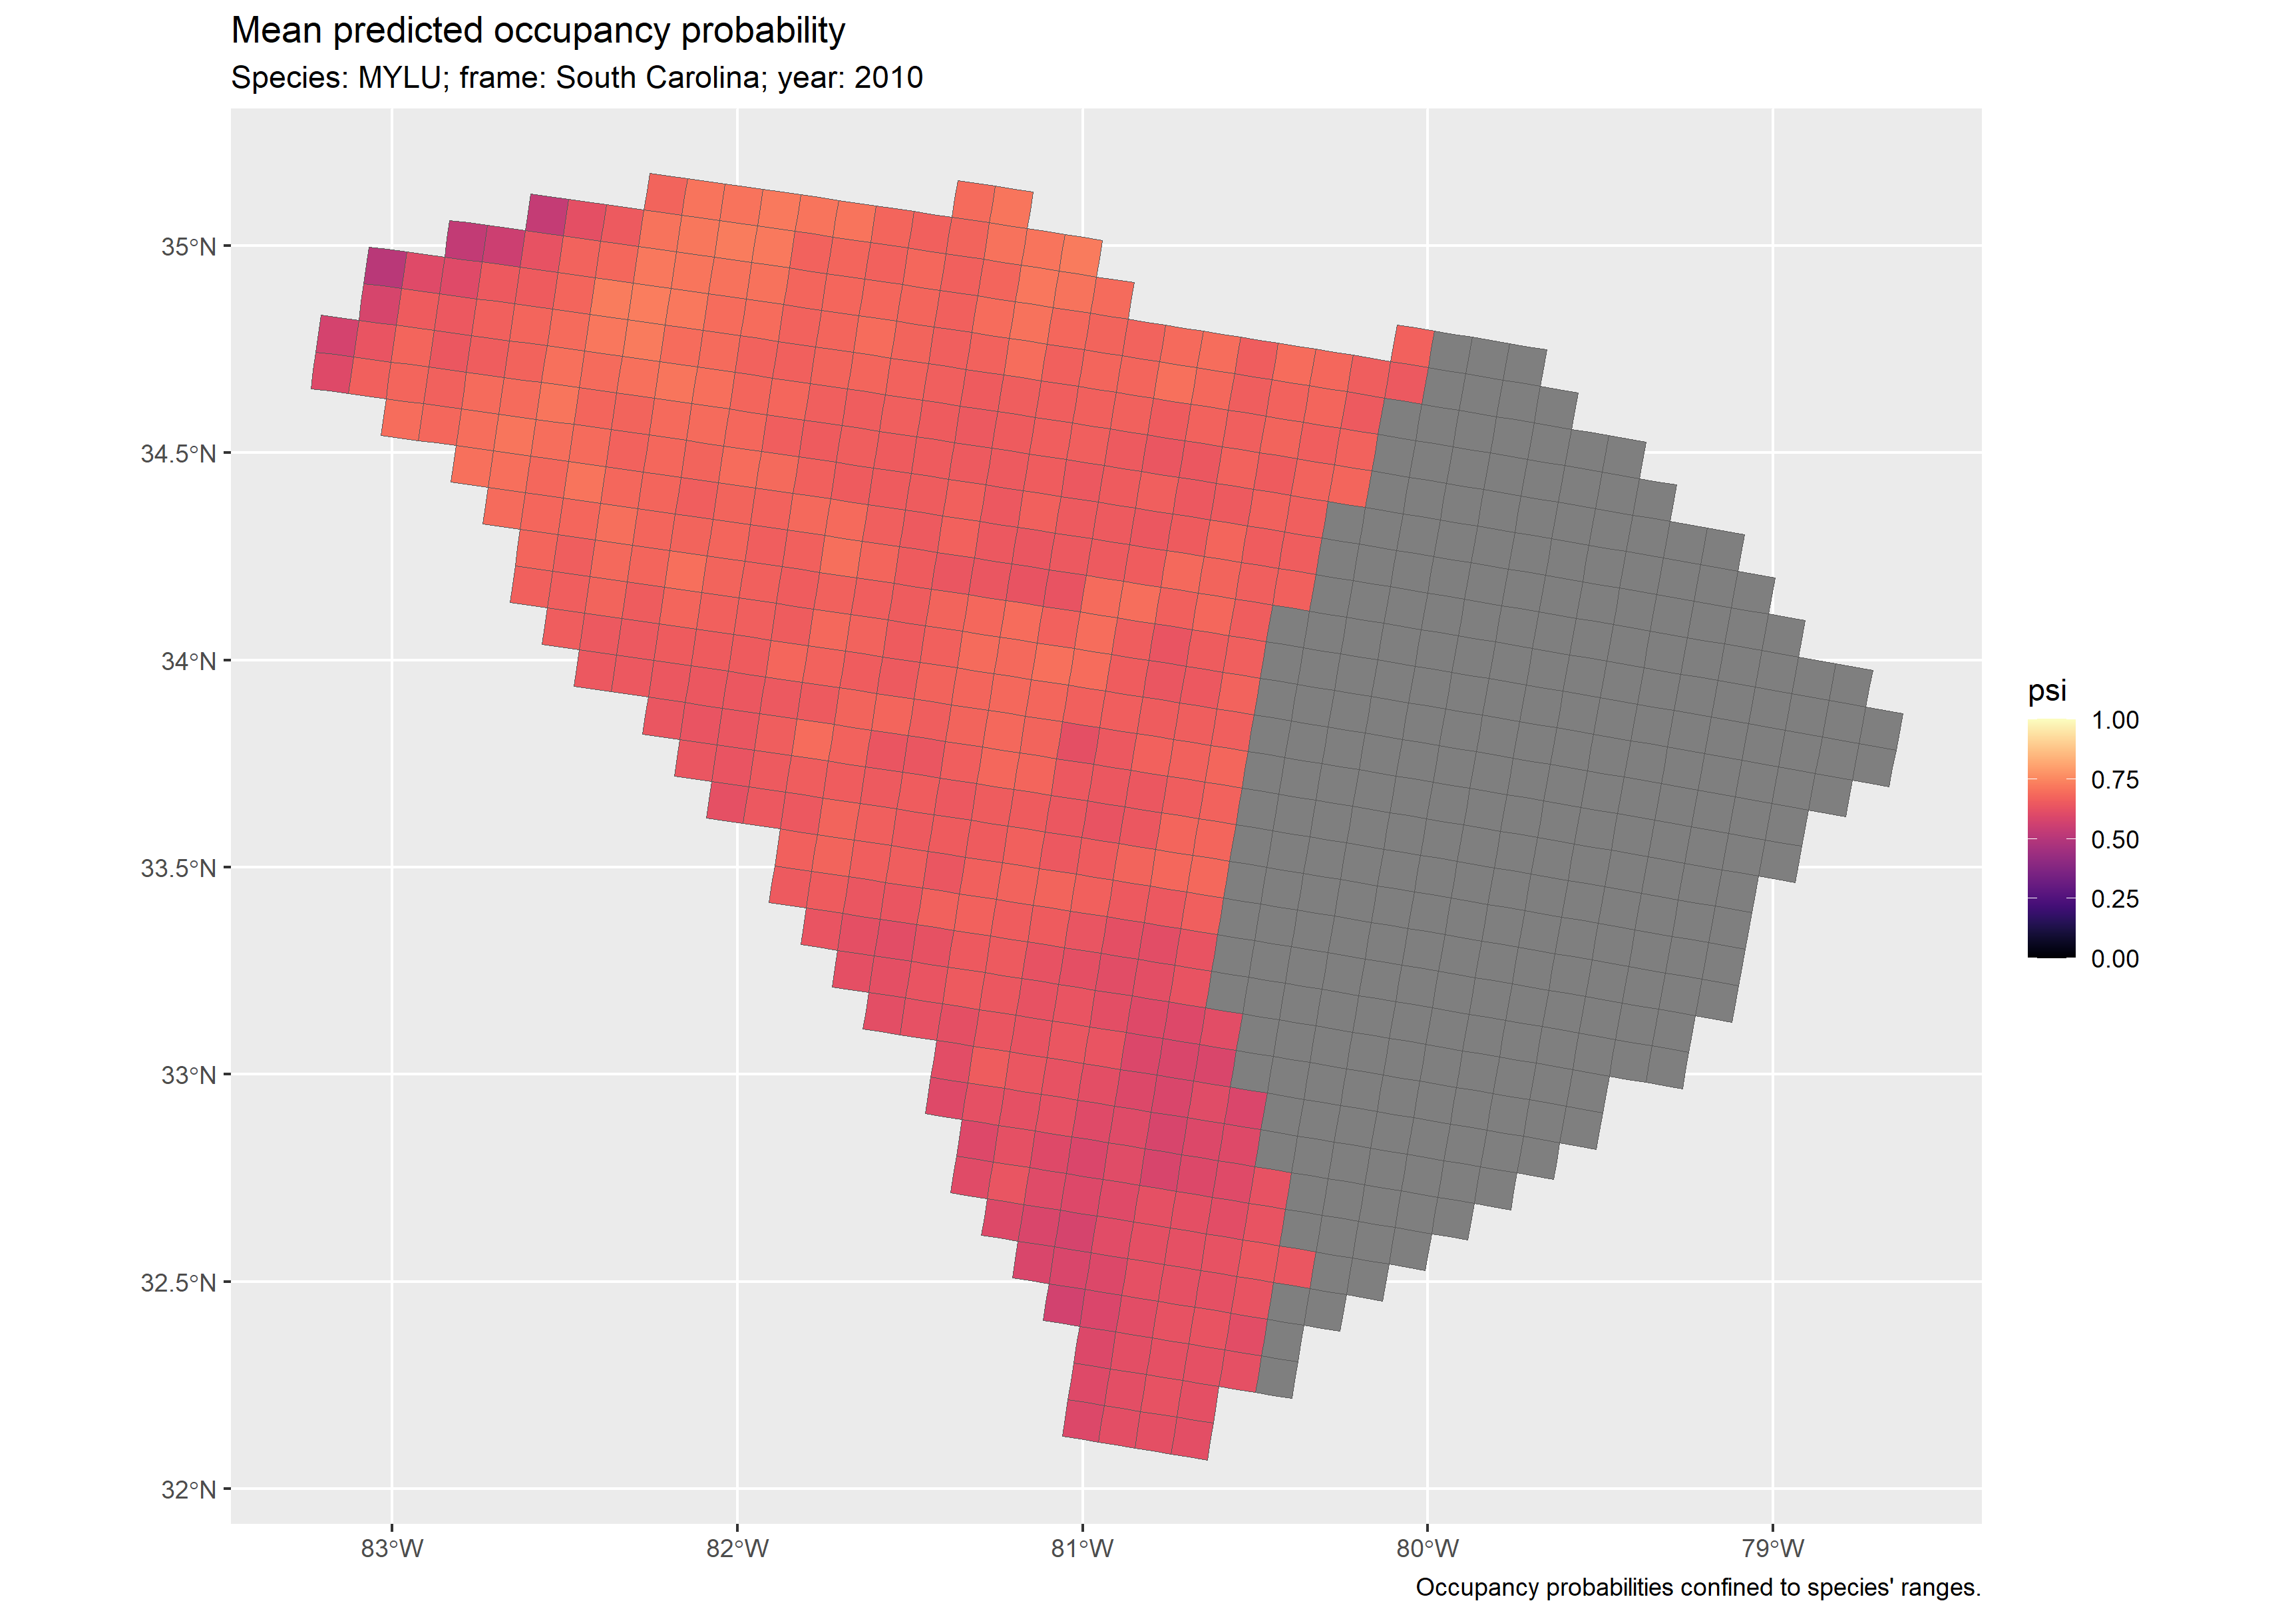 Mean predicted occupancy probability
Species: MYLU; frame: South Carolina; year: 2010
35°N
34.5°N
34°N
33.5°N
33°N
32.5°N
32°N
83°W
82°W
81°W
80°W
79°W
psi
1.00
0.75
0.50
0.25
0.00
Occupancy probabilities confined to species' ranges.